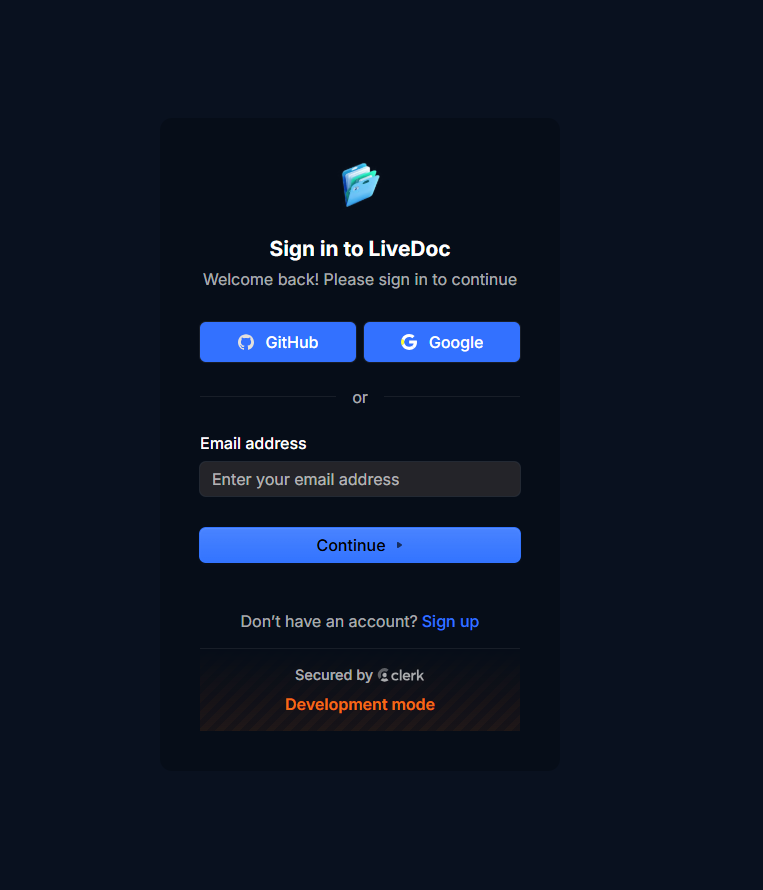 Sign in to LiveDoc
Welcome back! Please sign in to continue
GitHub
Google
or
Email address
Enter your email address
Continue
Don’t have an account? Sign up
Secured by clerk
Development mode